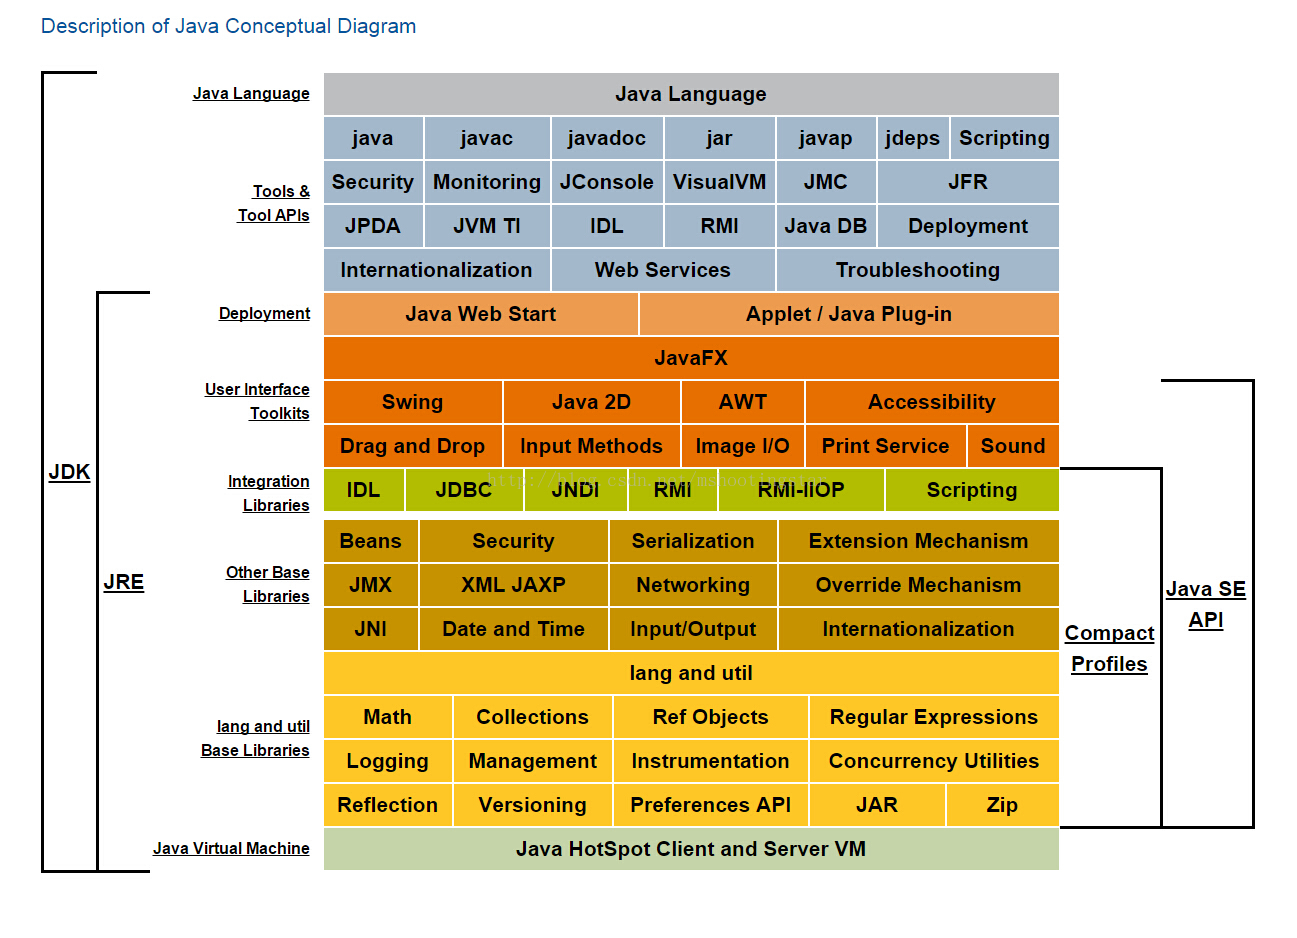 Description of Java Conceptual Diagram
Java Language
Java Language
java javac javadoc jar javap jdeps Scripting
Tools &
Tool APIs
Security Monitoring JConsole VisualVM JMC JFR
JPDA JVM TI IDL RMI Java DB Deployment
Internationalization Web Services Troubleshooting
Deployment
Java Web Start Applet / Java Plug-in
JavaFX
User Interface
Toolkits
Swing Java 2D AWT Accessibility
Drag and Drop Input Methods Image I/O Print Service Sound
JDK
Integration
Libraries
IDL JDBC JNDI RMI RMI-IIOP Scripting
Beans Security Serialization Extension Mechanism
JRE
Other Base
Libraries
JMX XML JAXP Networking Override Mechanism
JNI Date and Time Input/Output Internationalization
Java SE
API
Compact
Profiles
lang and util
lang and util
Base Libraries
Math Collections Ref Objects Regular Expressions
Logging Management Instrumentation Concurrency Utilities
Reflection Versioning Preferences API JAR Zip
Java Virtual Machine
Java HotSpot Client and Server VM